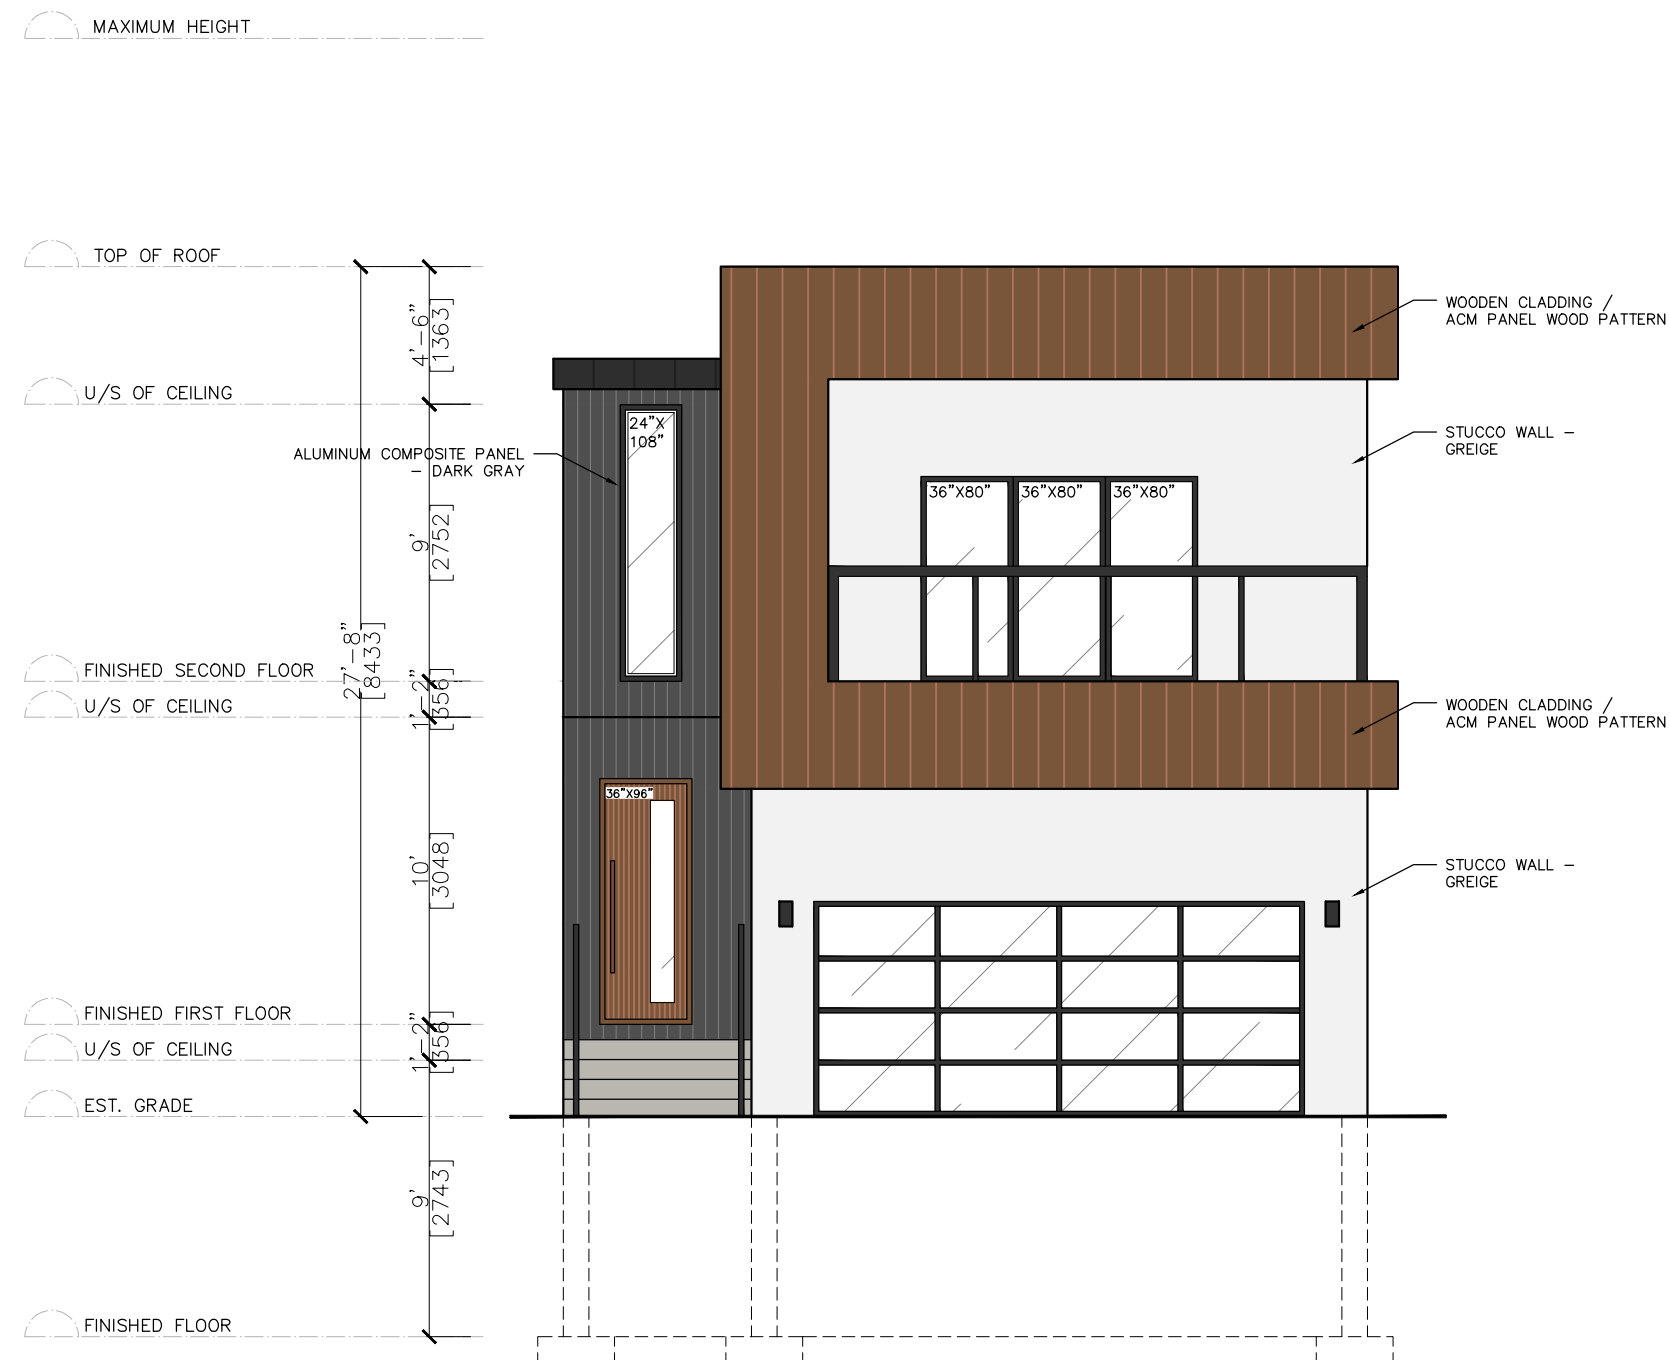 MAXIMUM HEIGHT
TOP OF ROOF
WOODEN CLADDING /
ACM PANEL WOOD PATTERN
4'-6"
[1363]
U/S OF CEILING
24"X
108"
STUCCO WALL –
GREIGE
ALUMINUM COMPOSITE PANEL
– DARK GRAY
36"X80"
36"X80"
36"X80"
9'
[2752]
27'-8"
[8433]
FINISHED SECOND FLOOR
1'-2"
[356]
U/S OF CEILING
WOODEN CLADDING /
ACM PANEL WOOD PATTERN
36"X96"
10'
[3048]
STUCCO WALL –
GREIGE
FINISHED FIRST FLOOR
1'-2"
[356]
U/S OF CEILING
EST. GRADE
9'
[2743]
FINISHED FLOOR